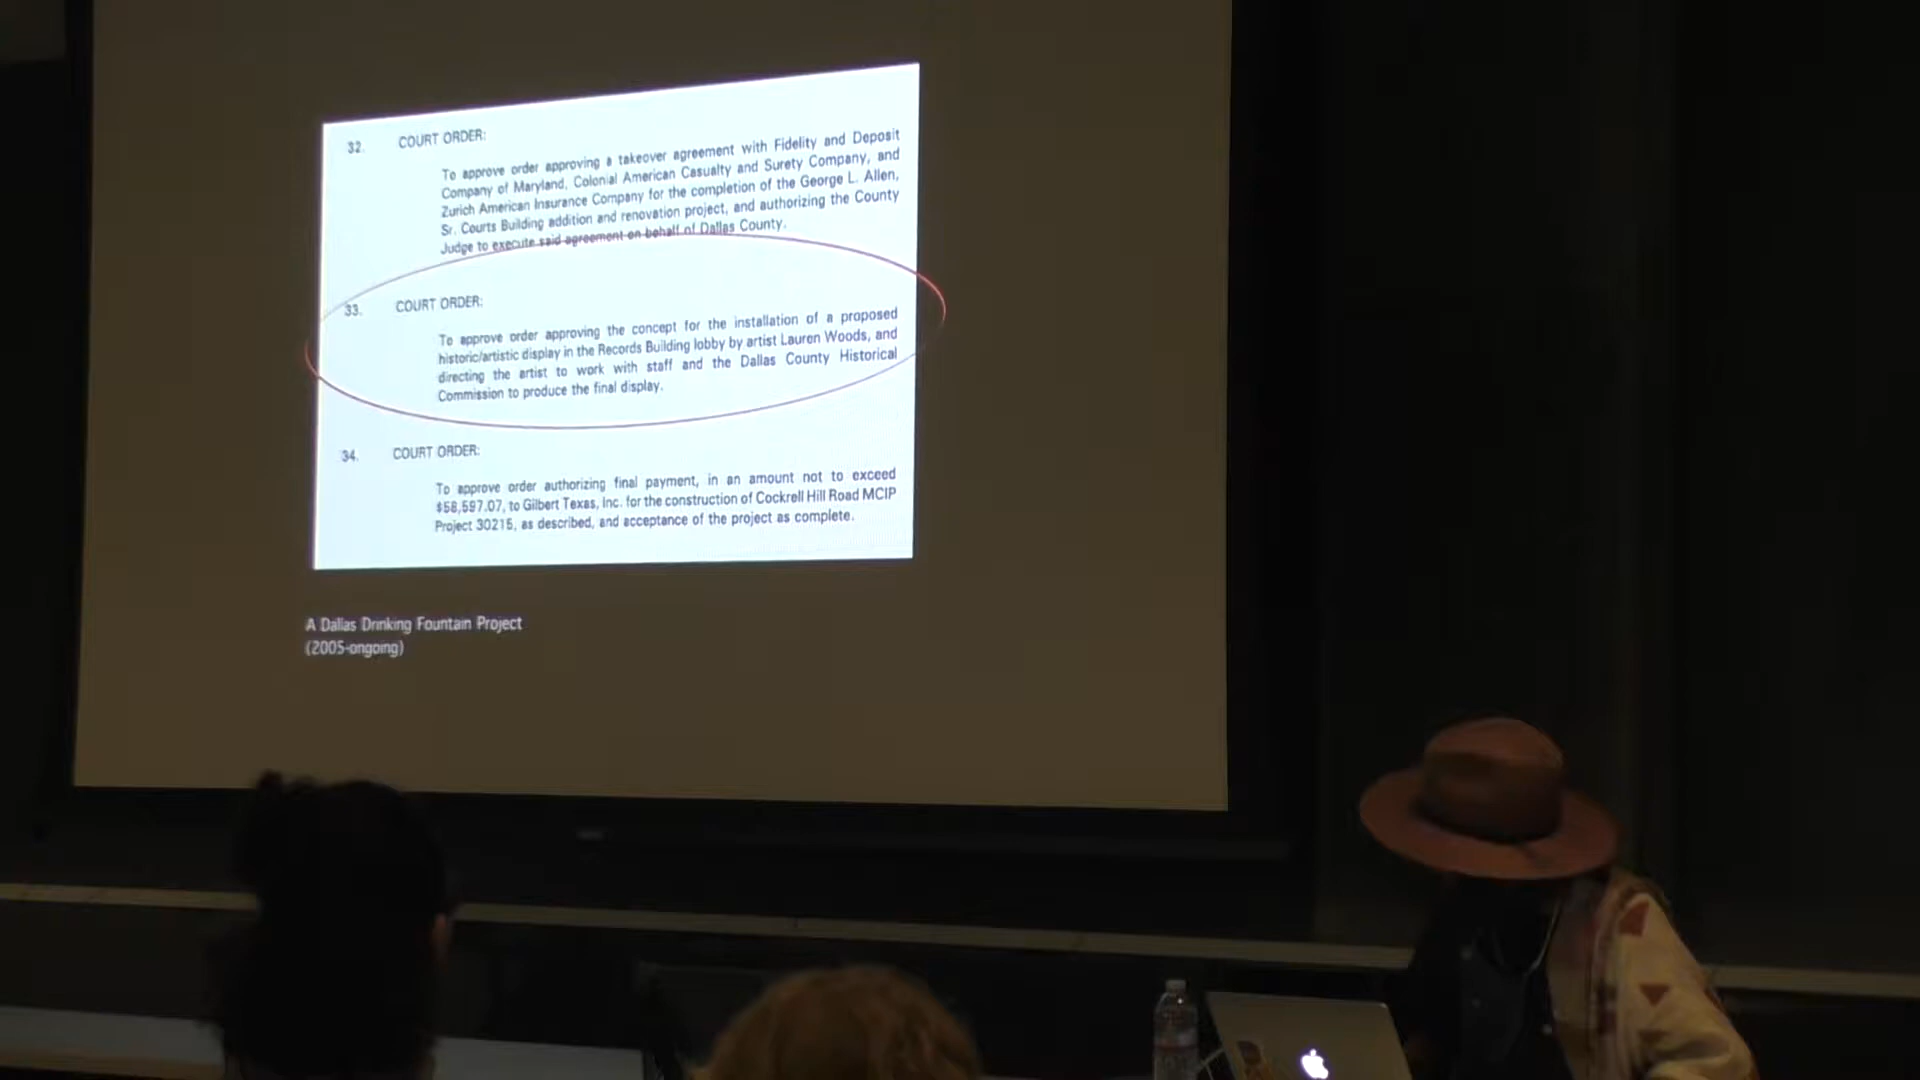 32. COURT ORDER:
To approve order approving a takeover agreement with Fidelity and Deposit
Company of Maryland, Colonial American Casualty and Surety Company, and
Zurich American Insurance Company for the completion of the George L. Allen,
Sr. Courts Building addition and renovation project, and authorizing the County
Judge to execute said agreement on behalf of Dallas County.
33. COURT ORDER:
To approve order approving the concept for the installation of a proposed
historic/artistic display in the Records Building lobby by artist Lauren Woods, and
directing the artist to work with staff and the Dallas County Historical
Commission to produce the final display.
34. COURT ORDER:
To approve order authorizing final payment, in an amount not to exceed
$58,597.07, to Gilbert Texas, Inc. for the construction of Cockrell Hill Road MCIP
Project 30215, as described, and acceptance of the project as complete.
A Dallas Drinking Fountain Project
(2005-ongoing)